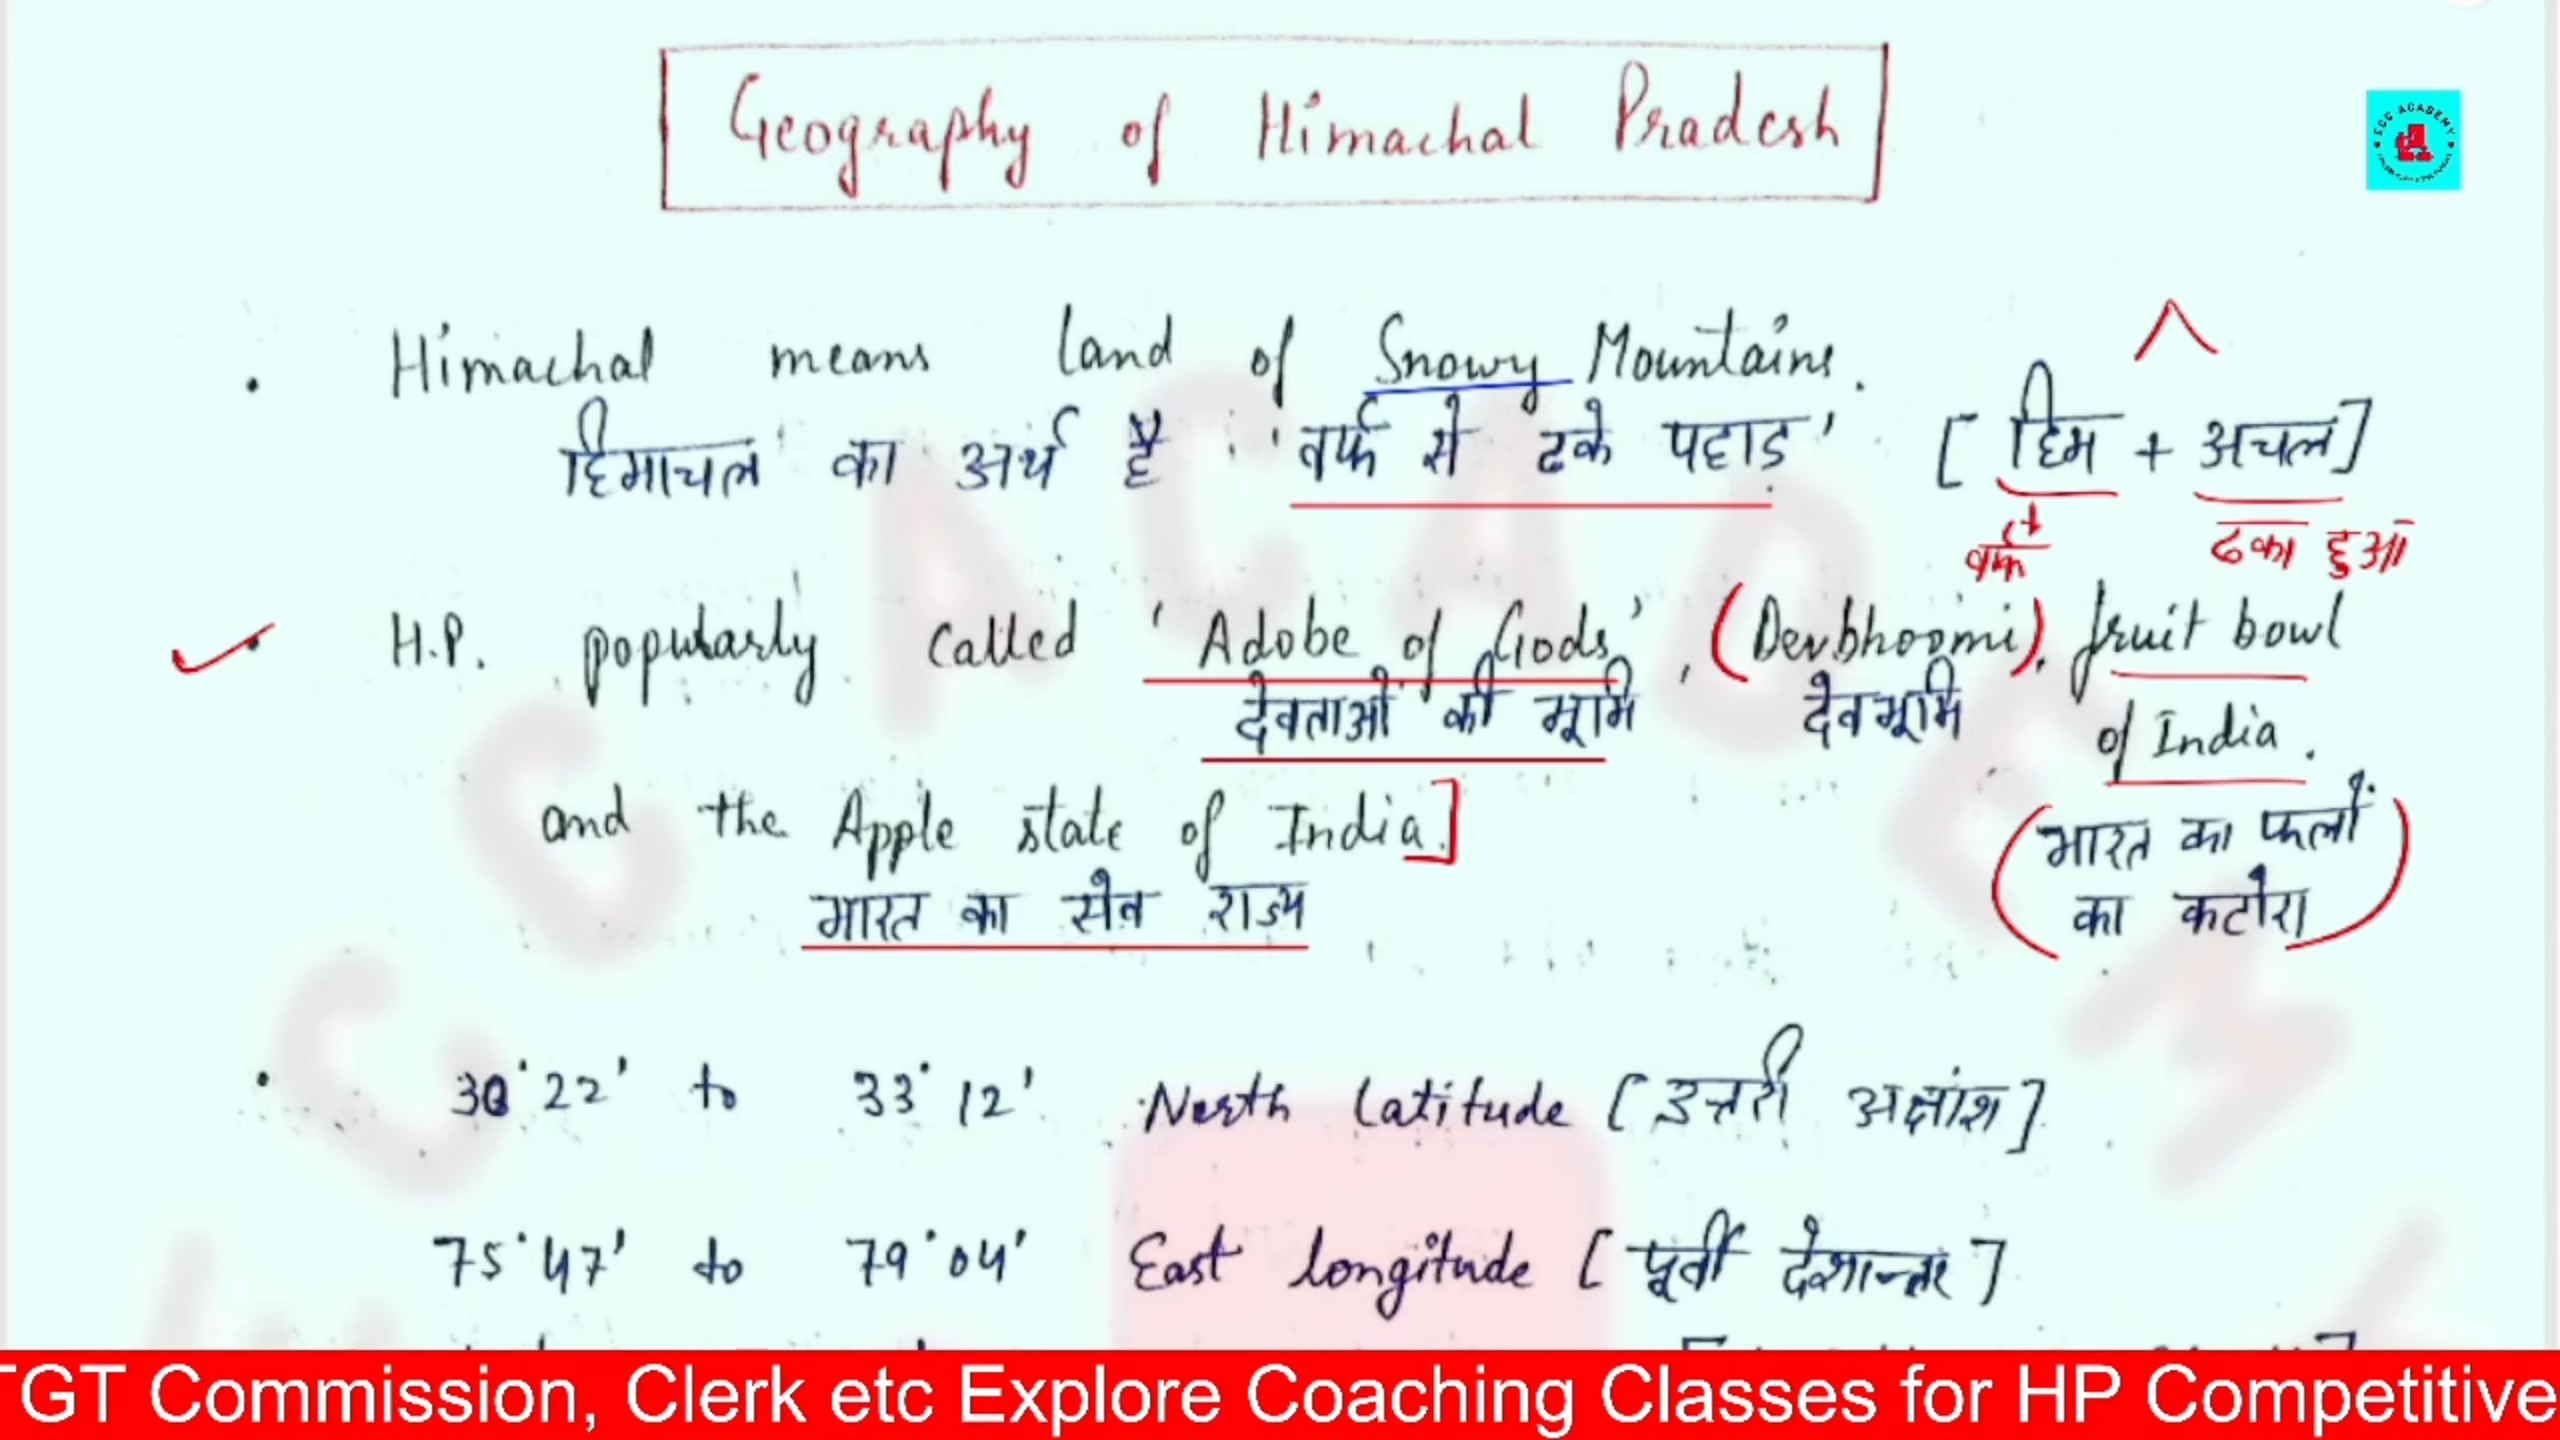 Geography of Himachal Pradesh
Himachal means land of Snowy Mountains.
हिमाचल का अर्थ है 'बर्फ से ढके पहाड़' [हिम + अचल]
बर्फ ढका हुआ
H.P. popularly called 'Adobe of Gods', (Devbhoomi), fruit bowl
देवताओं की भूमि देवभूमि of India.
and the Apple state of India]
(भारत का फलों
भारत का सेब राज्य का कटोरा)
30°22' to 33°12' North Latitude [उत्तरी अक्षांश]
75°47' to 79°04' East longitude [पूर्वी देशान्तर]
TGT Commission, Clerk etc Explore Coaching Classes for HP Competitive
ACADEM